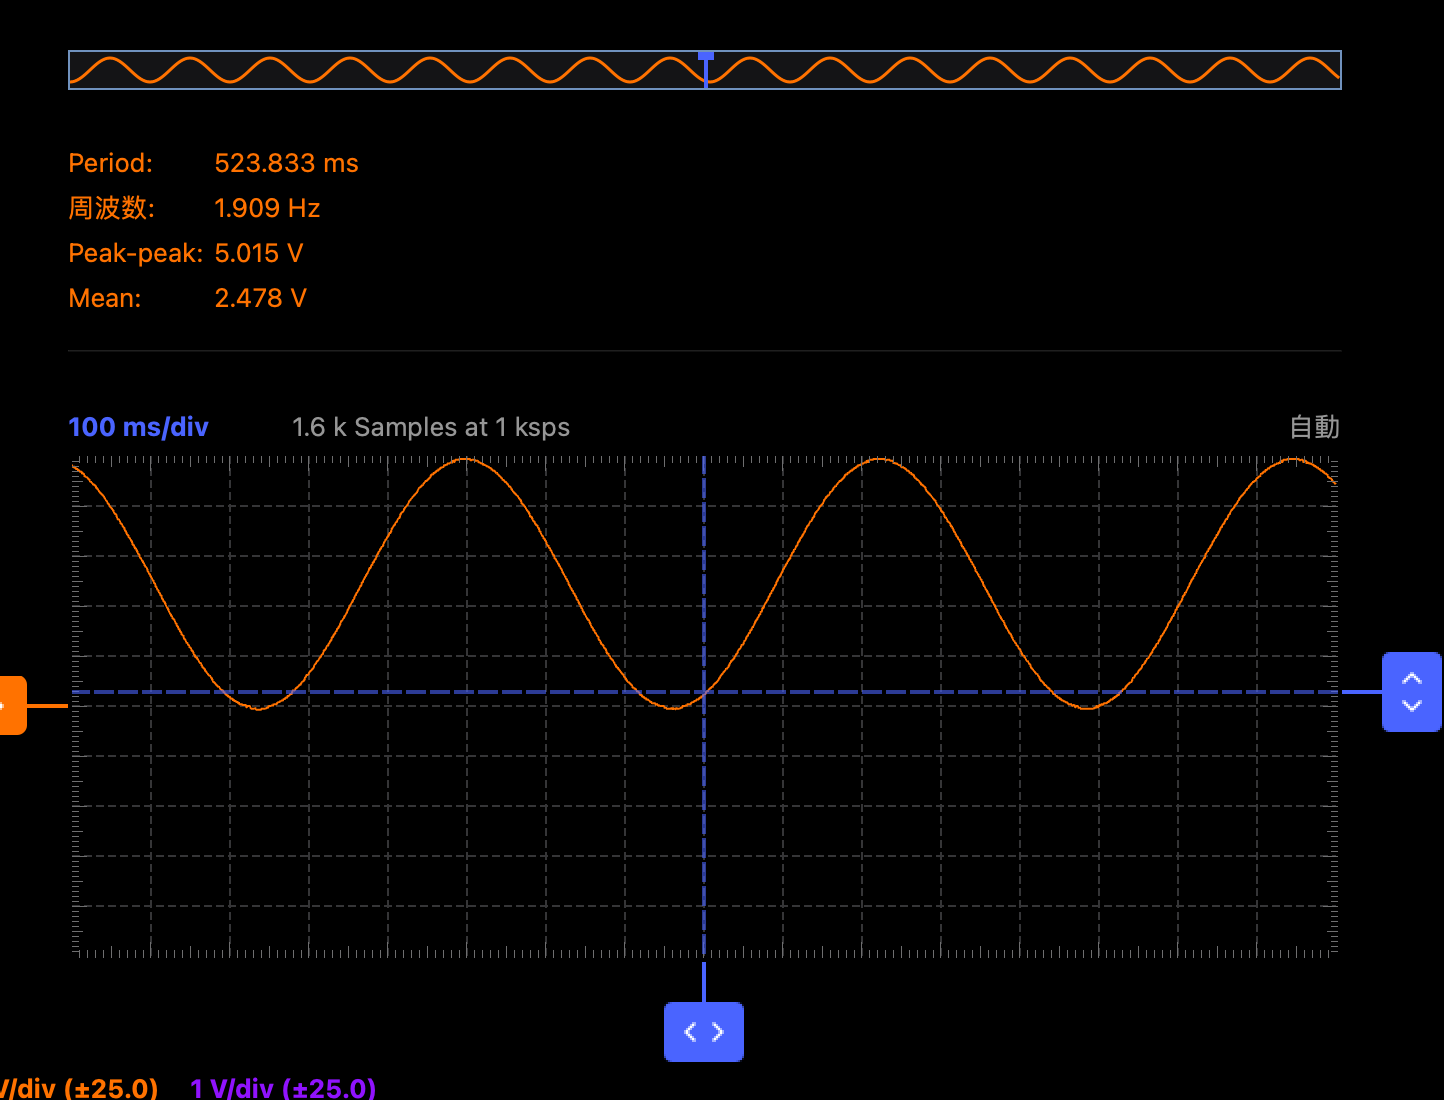 Period: 523.833 ms
周波数: 1.909 Hz
Peak-peak: 5.015 V
Mean: 2.478 V
100 ms/div 1.6 k Samples at 1 ksps 自動
V/div (±25.0) 1 V/div (±25.0)